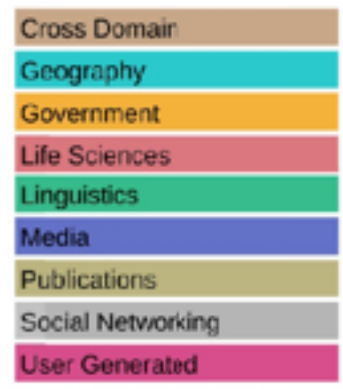 Cross Domain
Geography
Government
Life Sciences
Linguistics
Media
Publications
Social Networking
User Generated